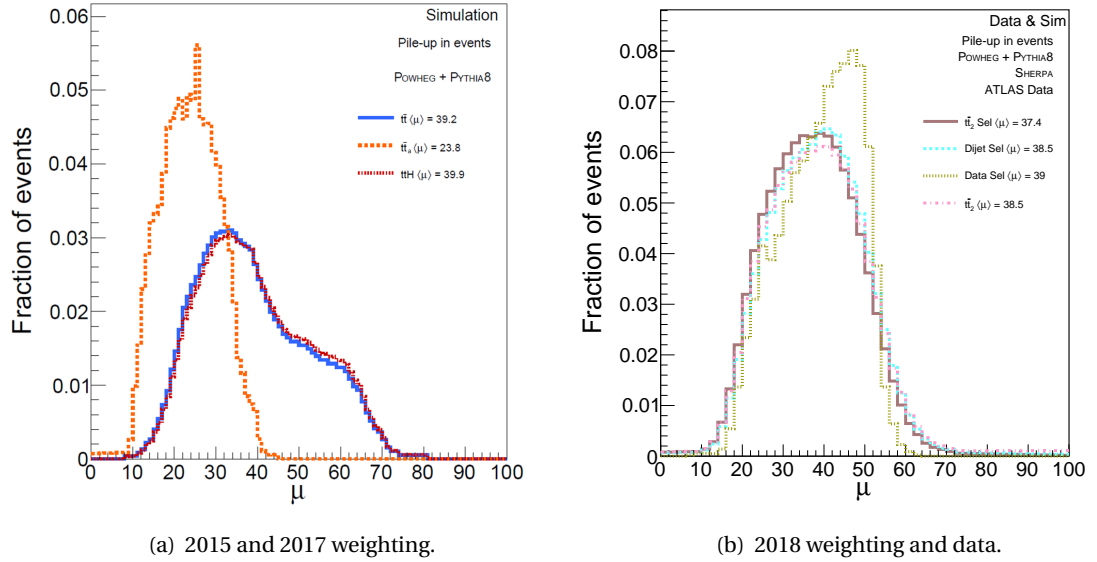 0.06
0.05
0.04
0.03
0.02
0.01
0
0 10 20 30 40 50 60 70 80 90 100
Fraction of events
μ
Simulation
Pile-up in events
POWHEG + PYTHIA8
tt̄ ⟨μ⟩ = 39.2
tt̄ₐ ⟨μ⟩ = 23.8
ttH ⟨μ⟩ = 39.9
(a) 2015 and 2017 weighting.
0.08
0.07
0.06
0.05
0.04
0.03
0.02
0.01
0
0 10 20 30 40 50 60 70 80 90 100
Fraction of events
μ
Data & Sim
Pile-up in events
POWHEG + PYTHIA8
SHERPA
ATLAS Data
tt̄₂ Sel ⟨μ⟩ = 37.4
Dijet Sel ⟨μ⟩ = 38.5
Data Sel ⟨μ⟩ = 39
tt̄₂ ⟨μ⟩ = 38.5
(b) 2018 weighting and data.